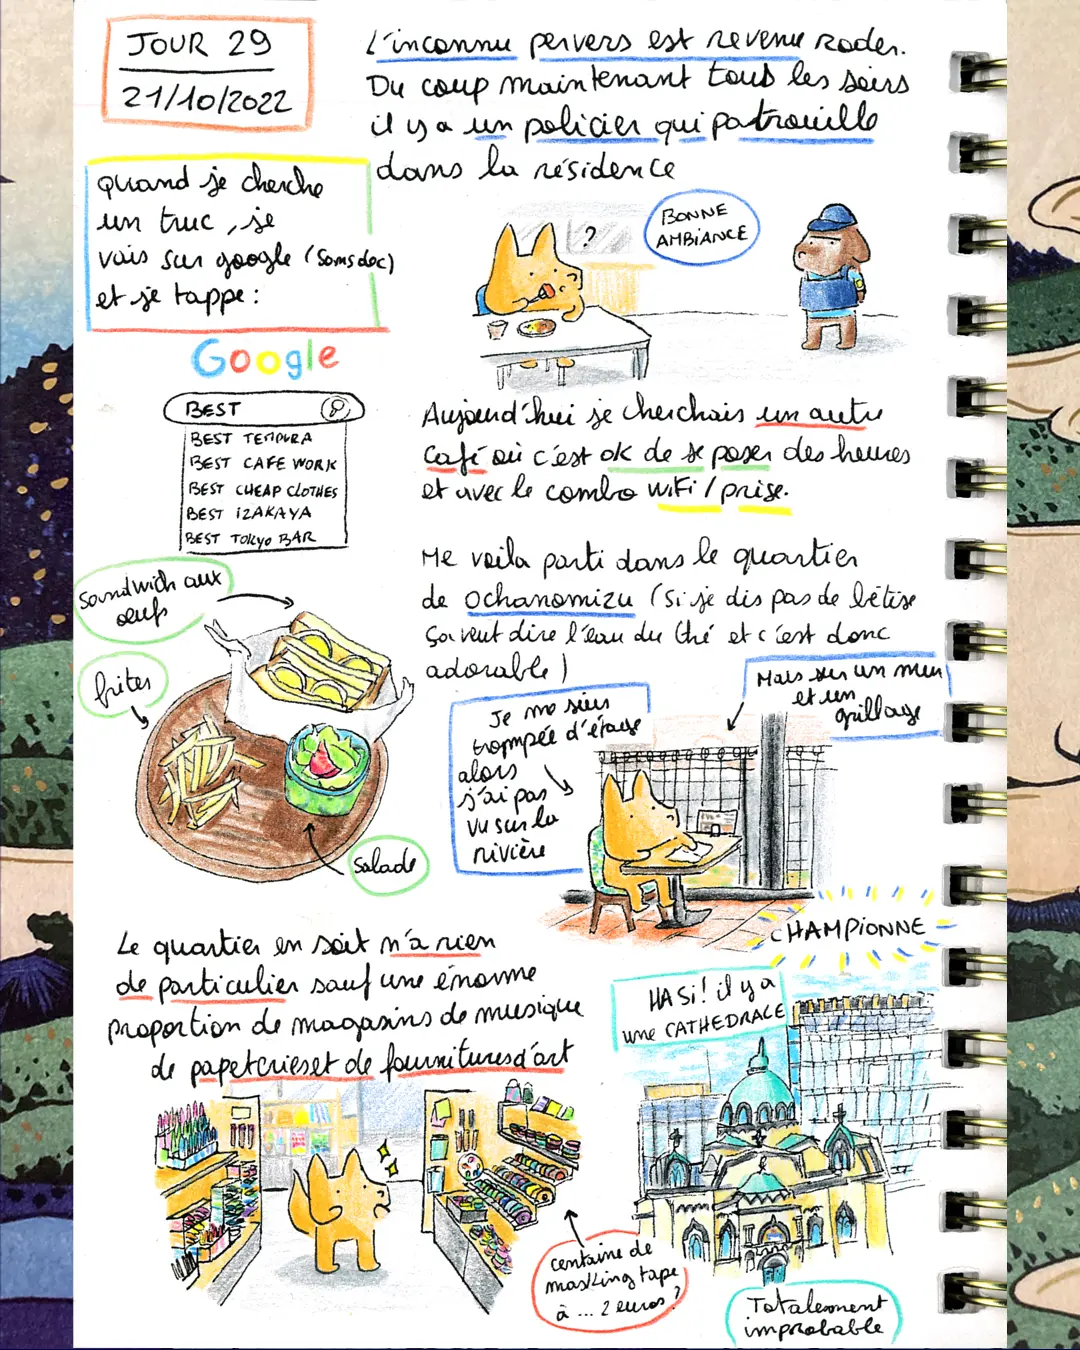 JOUR 29
21/10/2022
L'inconnu pervers est revenu roder.
Du coup maintenant tous les soirs
il y a un policier qui patrouille
dans la résidence
quand je cherche
un truc, je
vais sur google (sans doc)
et je tappe :
?
BONNE
AMBIANCE
Google
BEST
BEST TEMPURA
BEST CAFE WORK
BEST CHEAP CLOTHES
BEST IZAKAYA
BEST TOKYO BAR
Aujourd'hui je cherchais un autre
café où c'est ok de se poser des heures
et avec le combo wifi / prise.
Me voila parti dans le quartier
de Ochanomizu (Si je dis pas de bêtise
ça veut dire l'eau du thé et c'est donc
adorable)
Sandwich aux
oeufs
frites
Salade
Je me suis
trompée d'étage
alors
j'ai pas
vu sur la
rivière
Mais sur un mur
et un
grillage
CHAMPIONNE
Le quartier en soit n'a rien
de particulier sauf une énorme
proportion de magasins de musique
de papeteries et de fournitures d'art
HA Si ! il y a
une CATHEDRALE
centaine de
masking tape
à ... 2 euros ?
Totalement
improbable